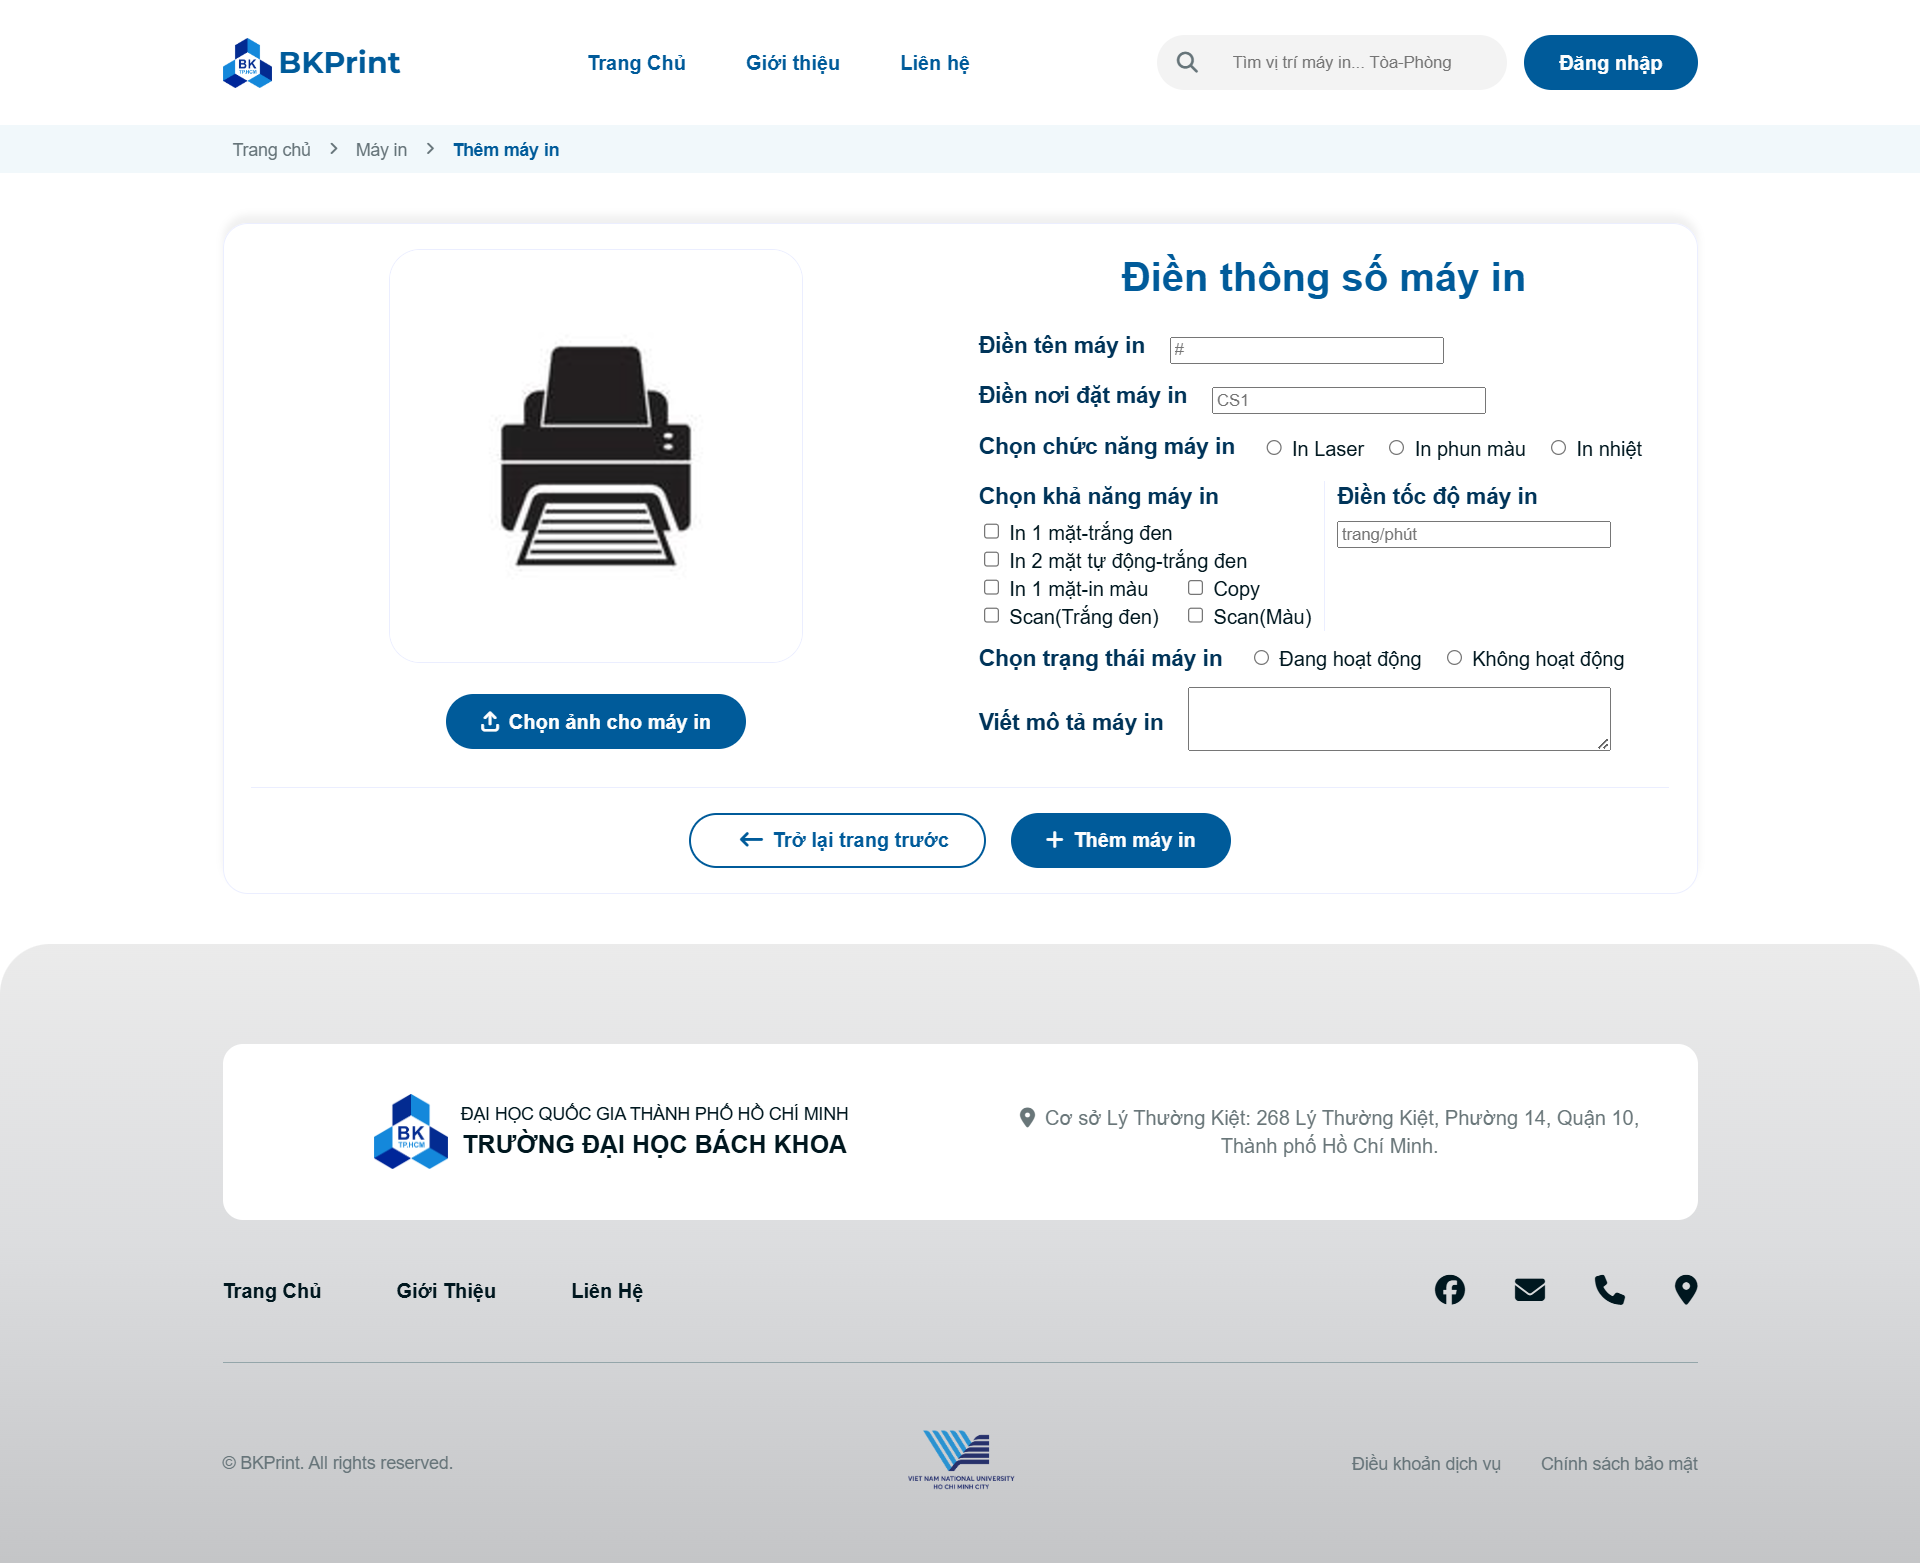 BK
TP.HCM
BKPrint
Trang Chủ
Giới thiệu
Liên hệ
Tìm vị trí máy in... Tòa-Phòng
Đăng nhập
Trang chủ
Máy in
Thêm máy in
Điền thông số máy in
Điền tên máy in
#
Điền nơi đặt máy in
CS1
Chọn chức năng máy in
In Laser
In phun màu
In nhiệt
Chọn khả năng máy in
In 1 mặt-trắng đen
In 2 mặt tự động-trắng đen
In 1 mặt-in màu
Copy
Scan(Trắng đen)
Scan(Màu)
Điền tốc độ máy in
trang/phút
Chọn trạng thái máy in
Đang hoạt động
Không hoạt động
Viết mô tả máy in
Chọn ảnh cho máy in
Trở lại trang trước
Thêm máy in
BK
TP.HCM
ĐẠI HỌC QUỐC GIA THÀNH PHỐ HỒ CHÍ MINH
TRƯỜNG ĐẠI HỌC BÁCH KHOA
Cơ sở Lý Thường Kiệt: 268 Lý Thường Kiệt, Phường 14, Quận 10,
Thành phố Hồ Chí Minh.
Trang Chủ
Giới Thiệu
Liên Hệ
© BKPrint. All rights reserved.
VIET NAM NATIONAL UNIVERSITY
HO CHI MINH CITY
Điều khoản dịch vụ
Chính sách bảo mật